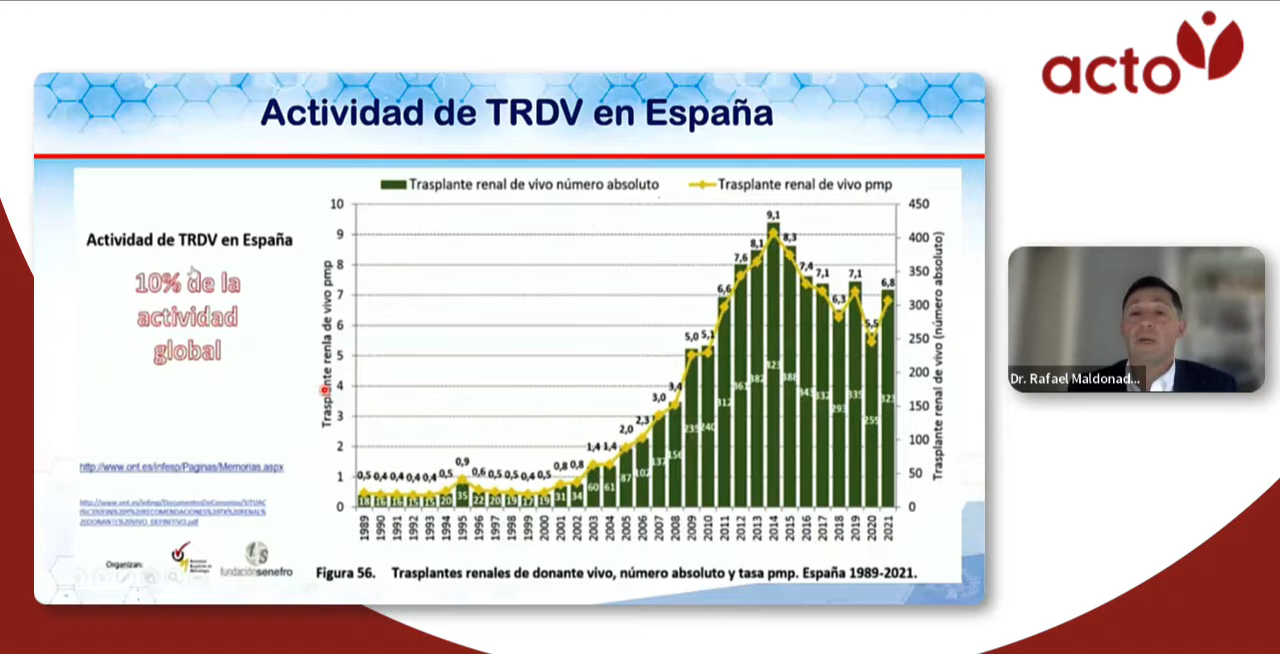 acto
Actividad de TRDV en España
Trasplante renal de vivo número absoluto
Trasplante renal de vivo pmp
Actividad de TRDV en España
10% de la
actividad
global
http://www.ont.es/infesp/Paginas/Memorias.aspx
Organizan:
fundaciónsenefro
Trasplante renla de vivo pmp
10
9
8
7
6
5
4
3
2
1
0
0,5 0,4 0,4 0,4 0,4 0,5 0,9 0,6 0,5 0,5 0,4 0,5 0,8 0,8 1,4 1,4 2,0 2,3 3,0 3,4 5,0 5,1 6,6 7,6 8,1 9,1 8,3 7,4 7,1 6,3 7,1 5,5 6,8
18 16 16 15 15 20 35 22 20 19 17 19 31 34 60 61 87 102 137 156 235 240 312 361 382 423 388 343 332 293 335 255 323
1989 1990 1991 1992 1993 1994 1995 1996 1997 1998 1999 2000 2001 2002 2003 2004 2005 2006 2007 2008 2009 2010 2011 2012 2013 2014 2015 2016 2017 2018 2019 2020 2021
450
400
350
300
250
200
150
100
50
0
Trasplante renal de vivo (número absoluto)
Figura 56. Trasplantes renales de donante vivo, número absoluto y tasa pmp. España 1989-2021.
Dr. Rafael Maldonad...